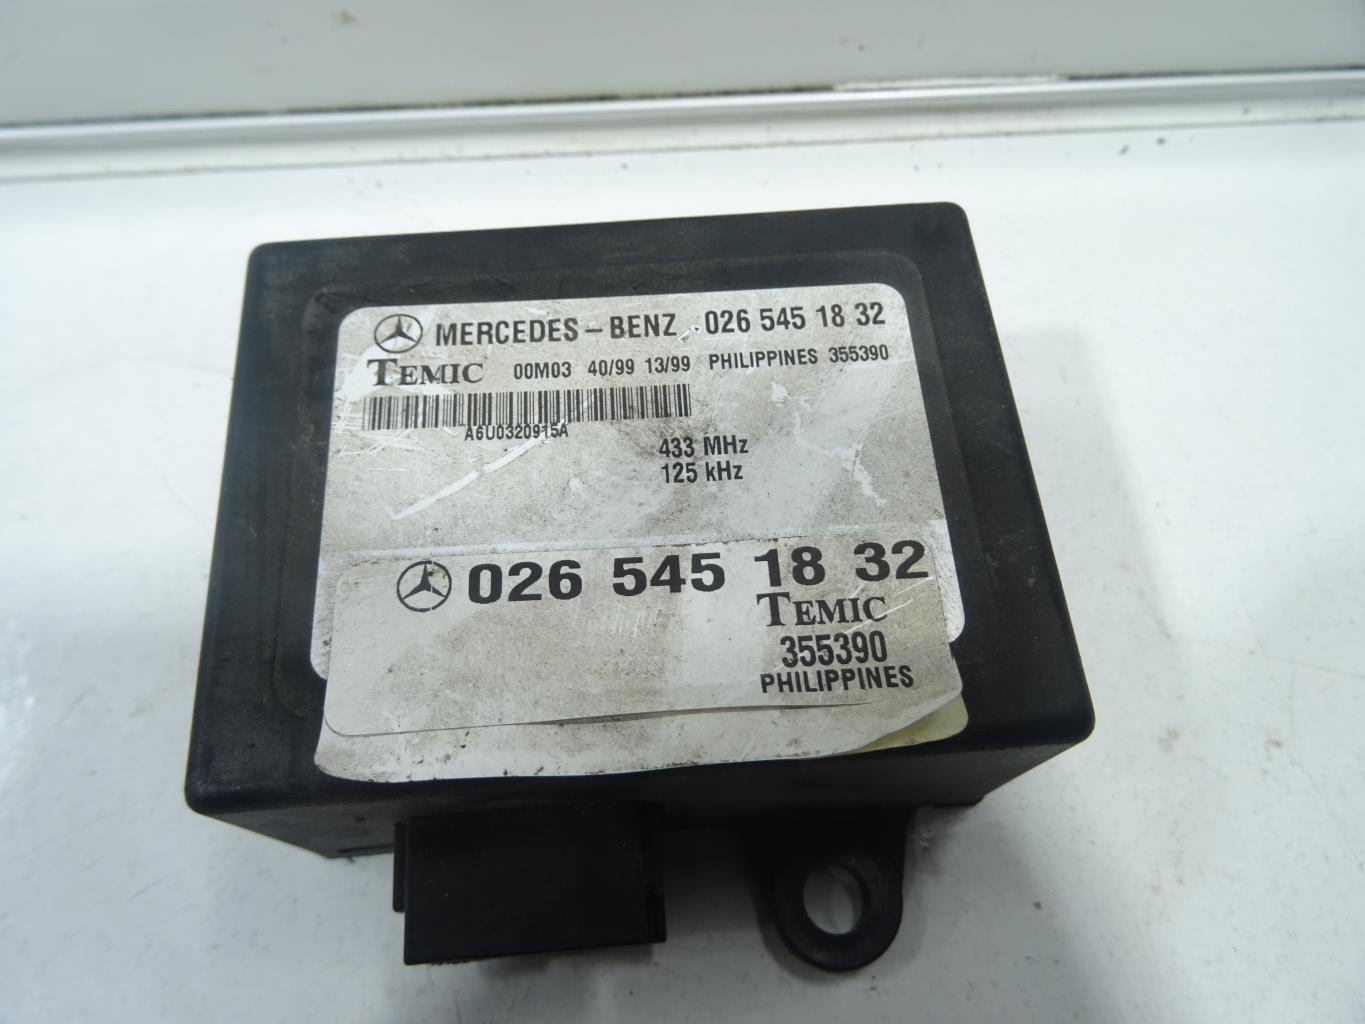 MERCEDES-BENZ 026 545 18 32
TEMIC 00M03 40/99 13/99 PHILIPPINES 355390
A6U0320915A
433 MHz
125 kHz
026 545 18 32
TEMIC
355390
PHILIPPINES